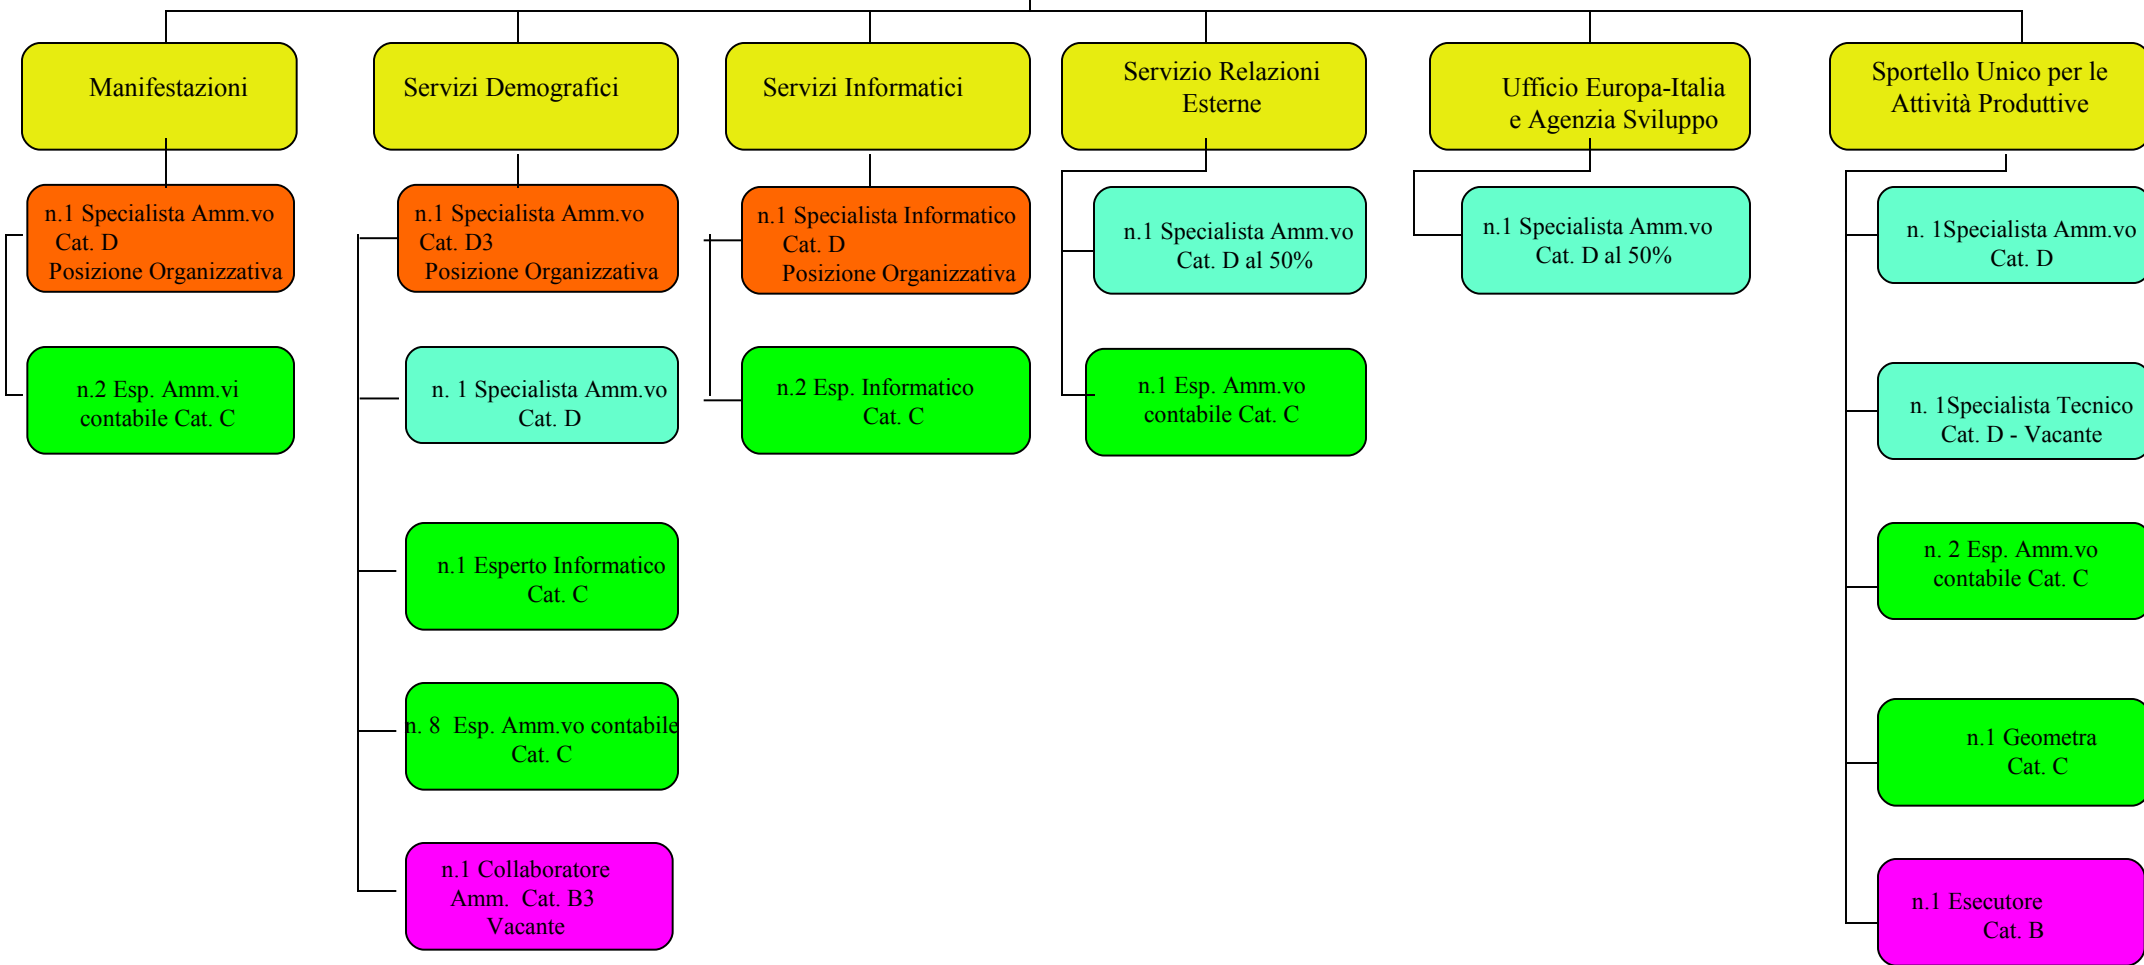 Manifestazioni
Servizi Demografici
Servizi Informatici
Servizio Relazioni
Esterne
Ufficio Europa-Italia
e Agenzia Sviluppo
Sportello Unico per le
Attività Produttive
n.1 Specialista Amm.vo
Cat. D
Posizione Organizzativa
n.1 Specialista Amm.vo
Cat. D3
Posizione Organizzativa
n.1 Specialista Informatico
Cat. D
Posizione Organizzativa
n.1 Specialista Amm.vo
Cat. D al 50%
n.1 Specialista Amm.vo
Cat. D al 50%
n. 1Specialista Amm.vo
Cat. D
n.2 Esp. Amm.vi
contabile Cat. C
n. 1 Specialista Amm.vo
Cat. D
n.2 Esp. Informatico
Cat. C
n.1 Esp. Amm.vo
contabile Cat. C
n. 1Specialista Tecnico
Cat. D - Vacante
n.1 Esperto Informatico
Cat. C
n. 2 Esp. Amm.vo
contabile Cat. C
n. 8  Esp. Amm.vo contabile
Cat. C
n.1 Geometra
Cat. C
n.1 Collaboratore
Amm.  Cat. B3
Vacante
n.1 Esecutore
Cat. B